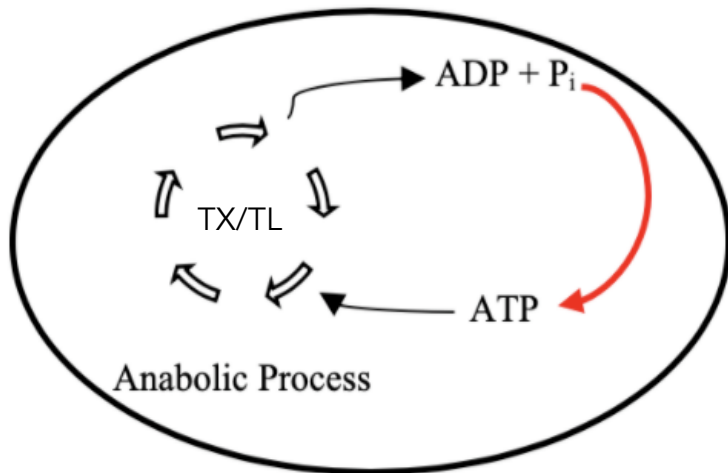 ADP + Pi
TX/TL
ATP
Anabolic Process